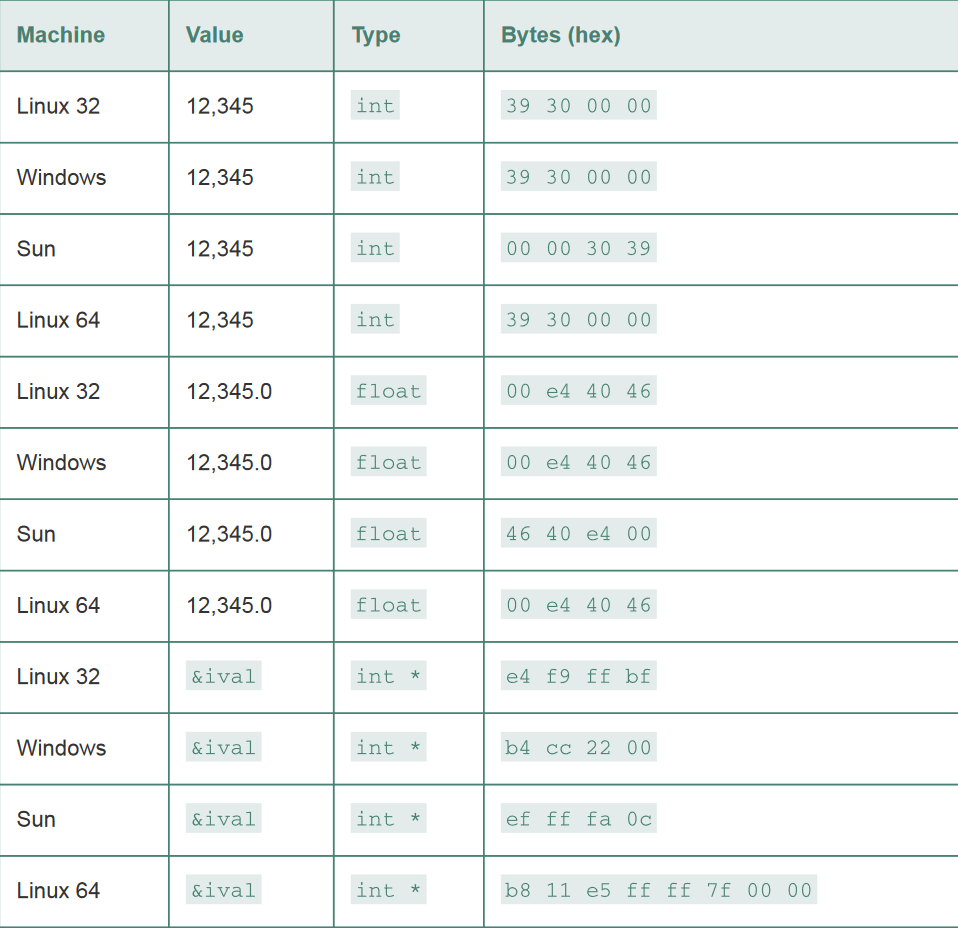 Machine Value Type Bytes (hex)
Linux 32 12,345 int 39 30 00 00
Windows 12,345 int 39 30 00 00
Sun 12,345 int 00 00 30 39
Linux 64 12,345 int 39 30 00 00
Linux 32 12,345.0 float 00 e4 40 46
Windows 12,345.0 float 00 e4 40 46
Sun 12,345.0 float 46 40 e4 00
Linux 64 12,345.0 float 00 e4 40 46
Linux 32 &ival int * e4 f9 ff bf
Windows &ival int * b4 cc 22 00
Sun &ival int * ef ff fa 0c
Linux 64 &ival int * b8 11 e5 ff ff 7f 00 00